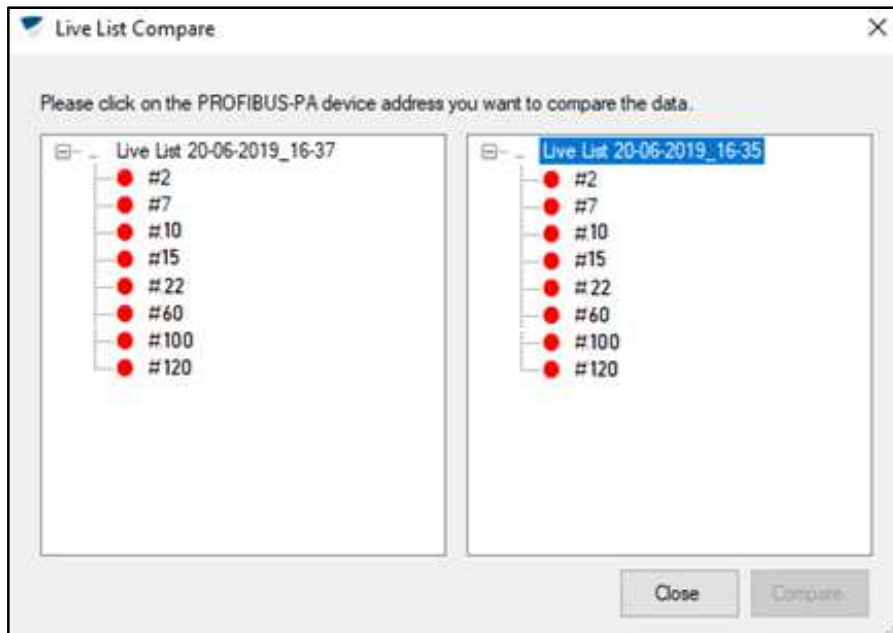 Live List Compare
Please click on the PROFIBUS-PA device address you want to compare the data.
Live List 20-06-2019_16-37
#2
#7
#10
#15
#22
#60
#100
#120
Live List 20-06-2019_16-35
#2
#7
#10
#15
#22
#60
#100
#120
Close
Compare